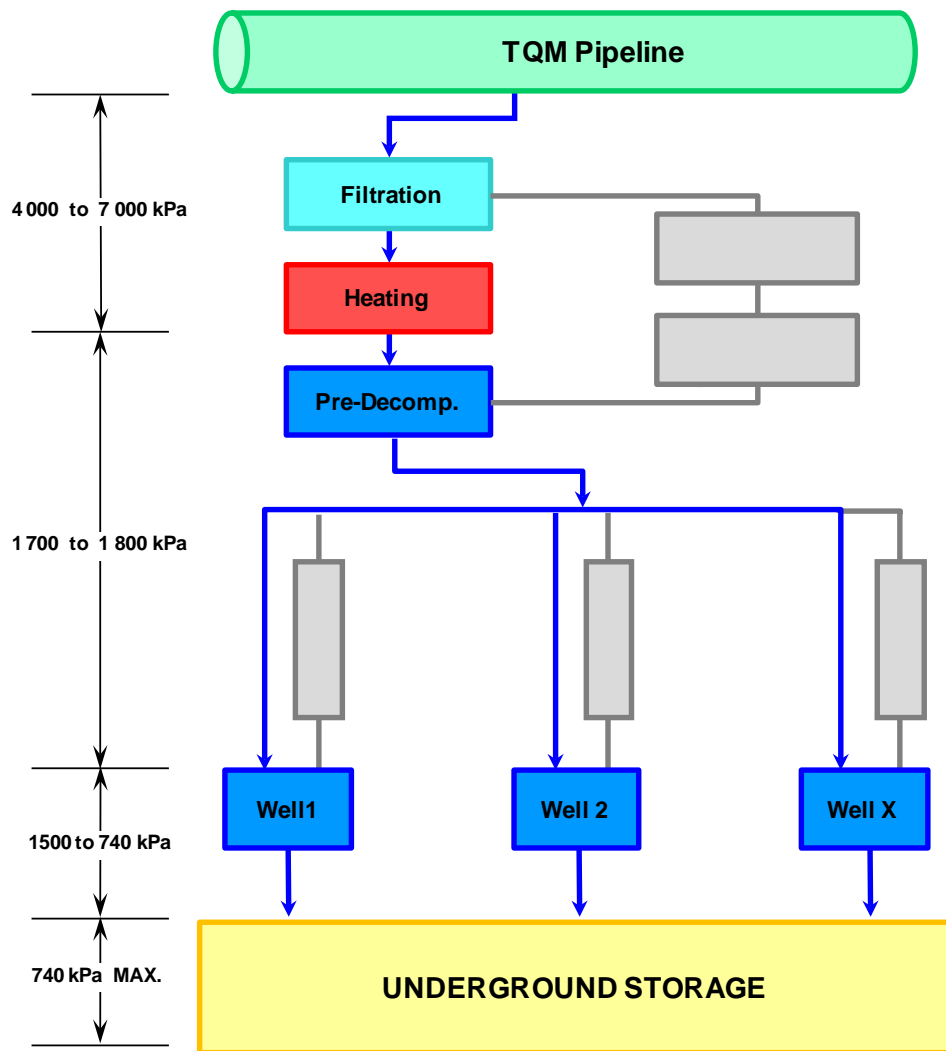 TQM Pipeline
Filtration
4 000 to 7 000 kPa
Heating
Pre-Decomp.
1 700 to 1 800 kPa
Well1
Well 2
Well X
1500 to 740 kPa
740 kPa MAX.
UNDERGROUND STORAGE